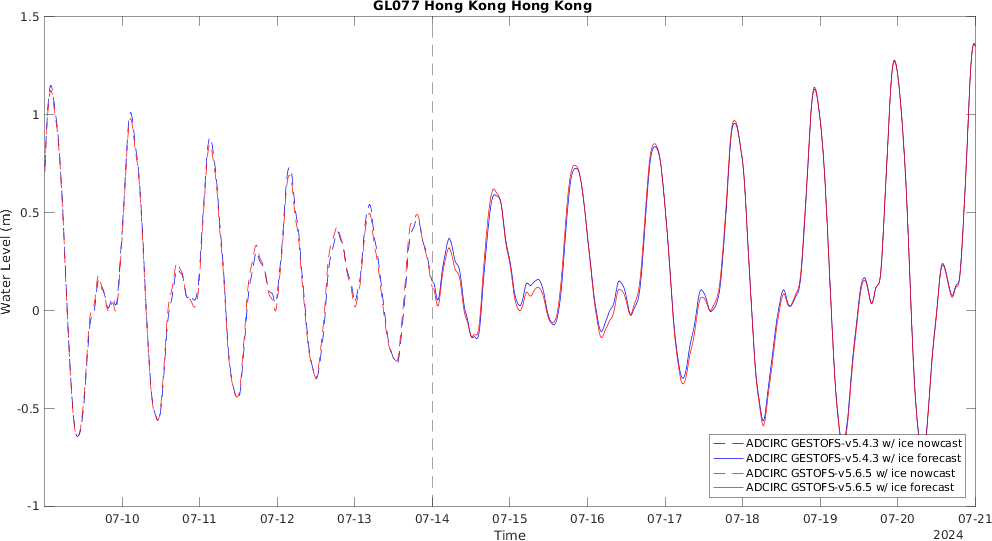 GL077 Hong Kong Hong Kong
1.5
1
0.5
0
-0.5
-1
Water Level (m)
07-10 07-11 07-12 07-13 07-14 07-15 07-16 07-17 07-18 07-19 07-20 07-21
Time
2024
ADCIRC GESTOFS-v5.4.3 w/ ice nowcast
ADCIRC GESTOFS-v5.4.3 w/ ice forecast
ADCIRC GSTOFS-v5.6.5 w/ ice nowcast
ADCIRC GSTOFS-v5.6.5 w/ ice forecast